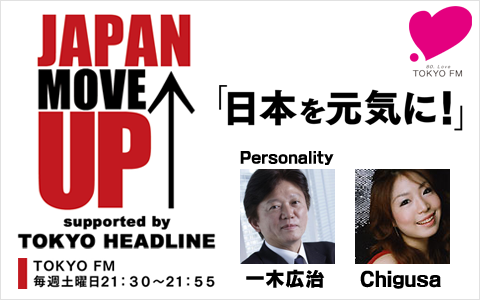 JAPAN
MOVE
UP
supported by
TOKYO HEADLINE
TOKYO FM
毎週土曜日21：30～21：55
80. Love
TOKYO FM
「日本を元気に！」
Personality
一木広治
Chigusa